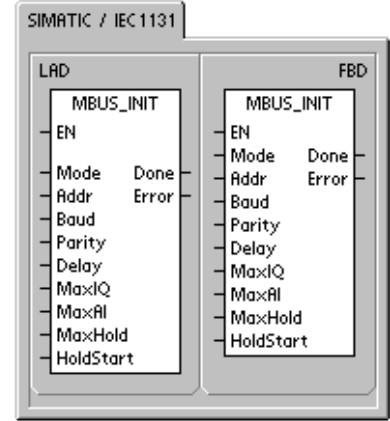 SIMATIC / IEC1131
LAD
MBUS_INIT
EN
Mode Done
Addr Error
Baud
Parity
Delay
MaxIQ
MaxAI
MaxHold
HoldStart
FBD
MBUS_INIT
EN
Mode Done
Addr Error
Baud
Parity
Delay
MaxIQ
MaxAI
MaxHold
HoldStart